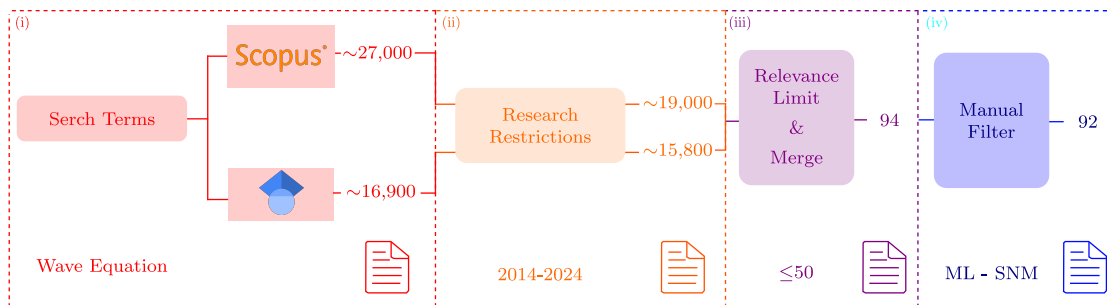 (i)
Serch Terms
Scopus
~27,000
~16,900
Wave Equation
(ii)
Research
Restrictions
~19,000
~15,800
2014-2024
(iii)
Relevance
Limit
&
Merge
94
≤50
(iv)
Manual
Filter
92
ML - SNM